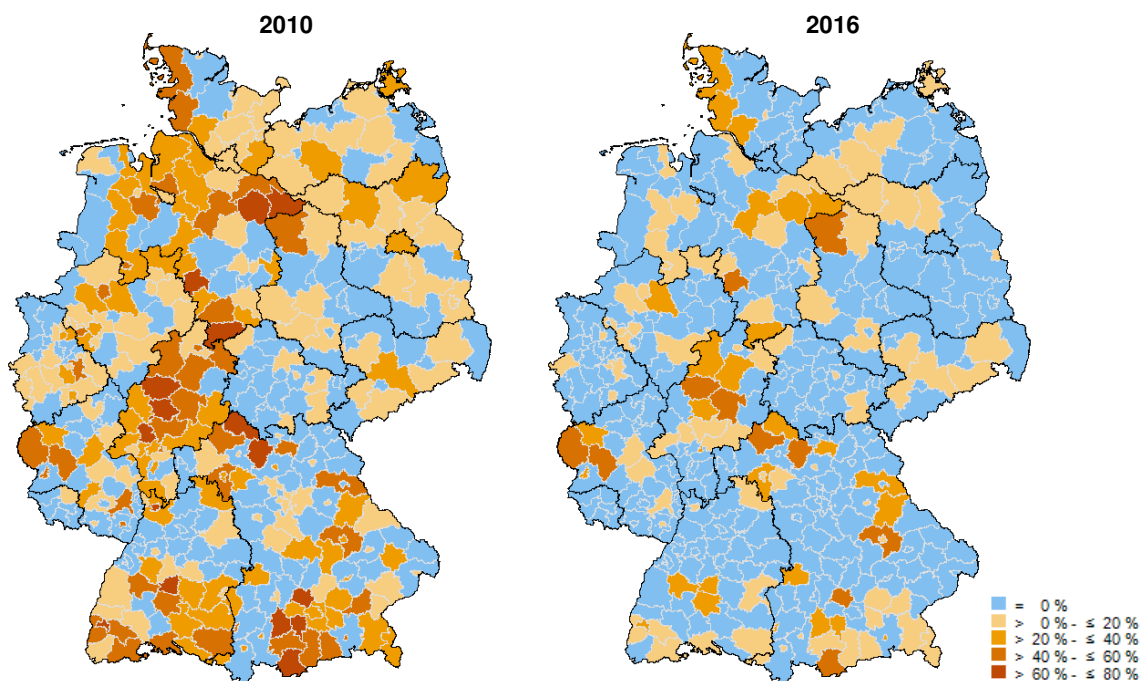 2010
2016
= 0 %
> 0 % - ≤ 20 %
> 20 % - ≤ 40 %
> 40 % - ≤ 60 %
> 60 % - ≤ 80 %